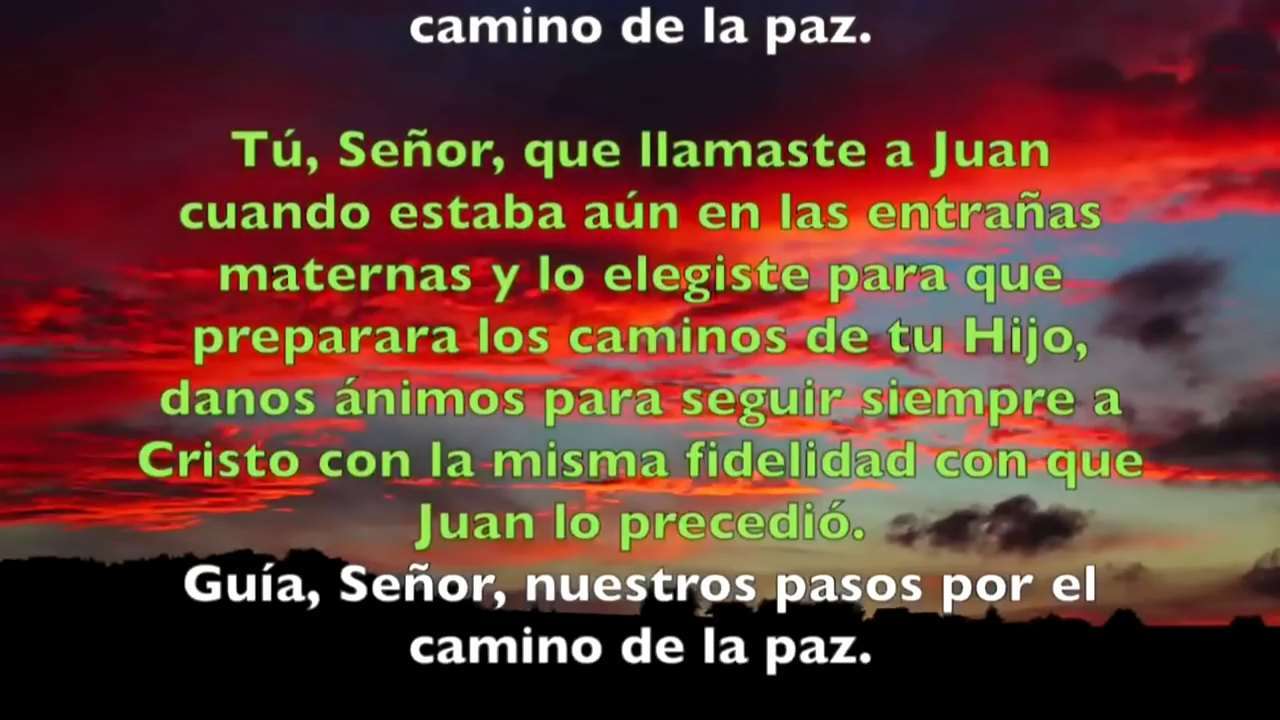 camino de la paz.
Tú, Señor, que llamaste a Juan
cuando estaba aún en las entrañas
maternas y lo elegiste para que
preparara los caminos de tu Hijo,
danos ánimos para seguir siempre a
Cristo con la misma fidelidad con que
Juan lo precedió.
Guía, Señor, nuestros pasos por el
camino de la paz.